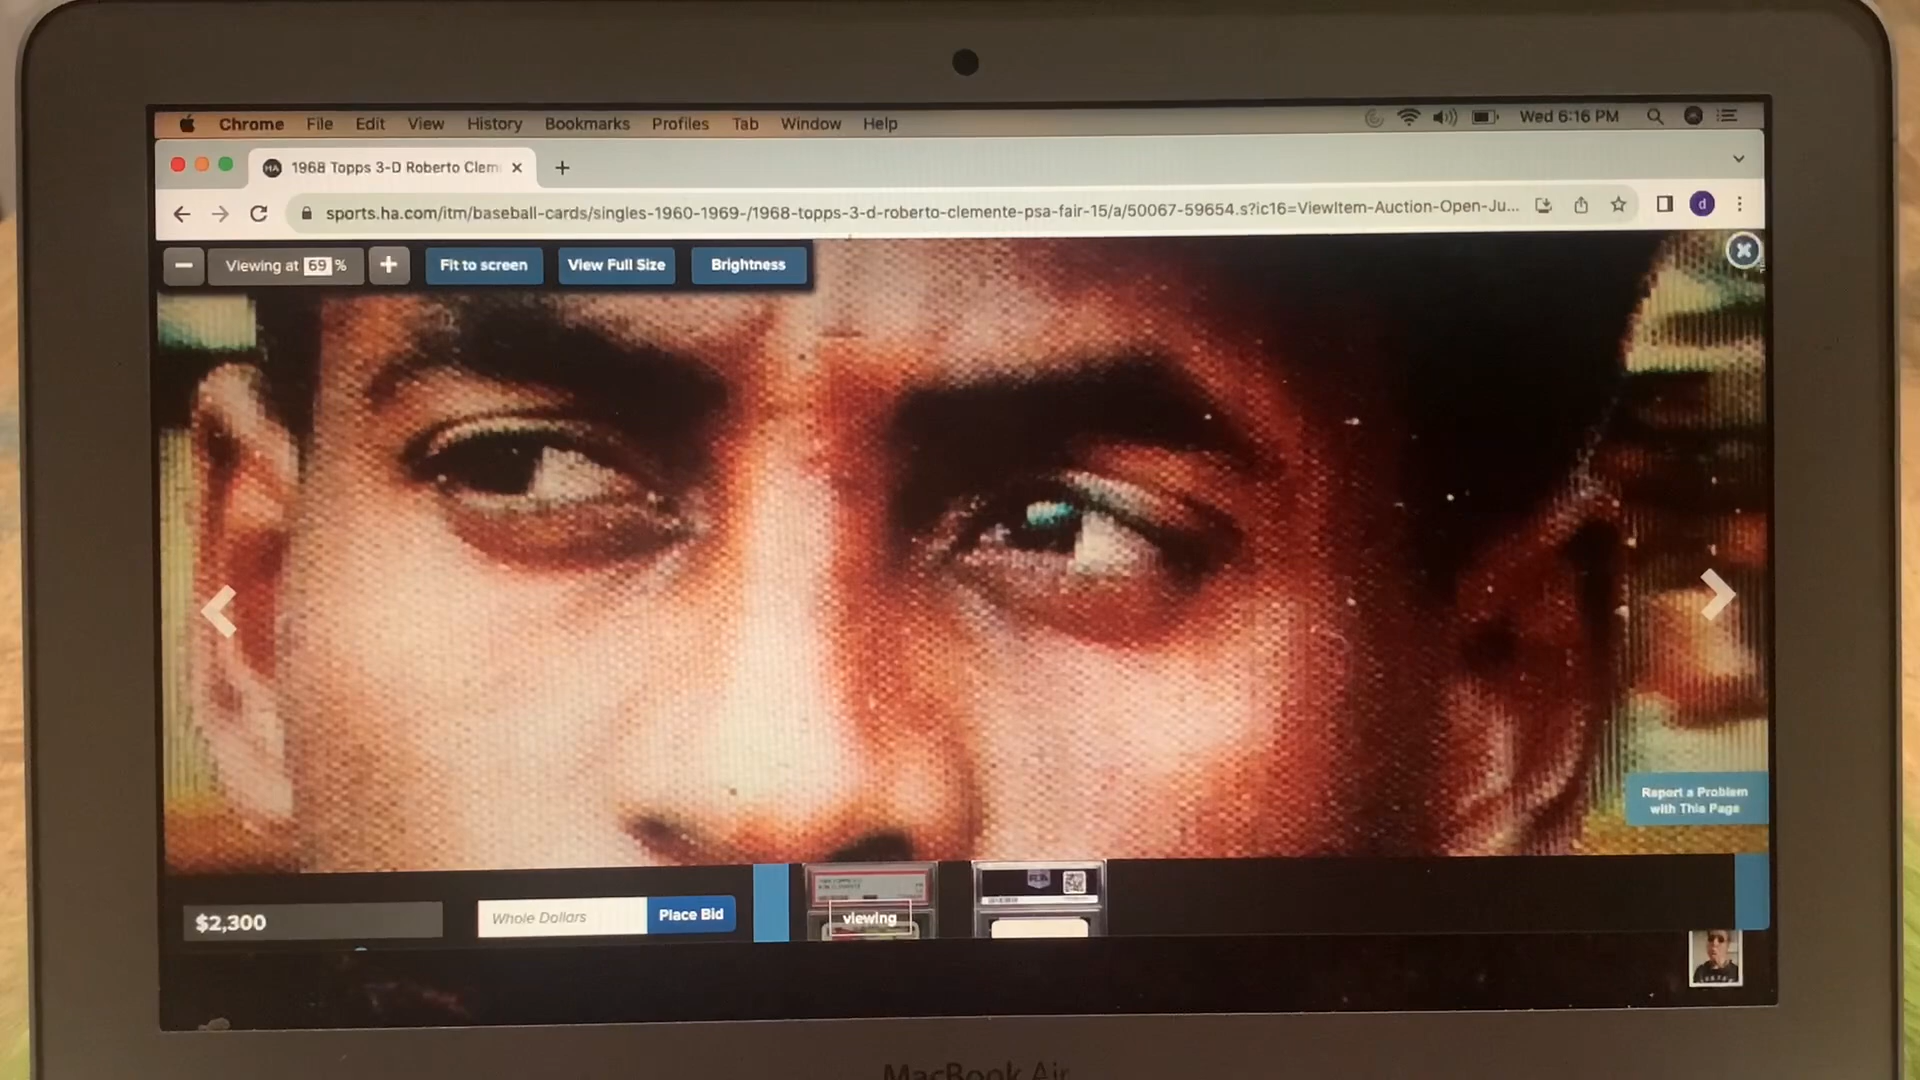 Chrome File Edit View History Bookmarks Profiles Tab Window Help Wed 6:16 PM
1968 Topps 3-D Roberto Clem
sports.ha.com/itm/baseball-cards/singles-1960-1969-/1968-topps-3-d-roberto-clemente-psa-fair-15/a/50067-59654.s?ic16=ViewItem-Auction-Open-Ju...
d
Viewing at 69 % Fit to screen View Full Size Brightness
Report a Problem
with This Page
$2,300 Whole Dollars Place Bid viewing
MacBook Air